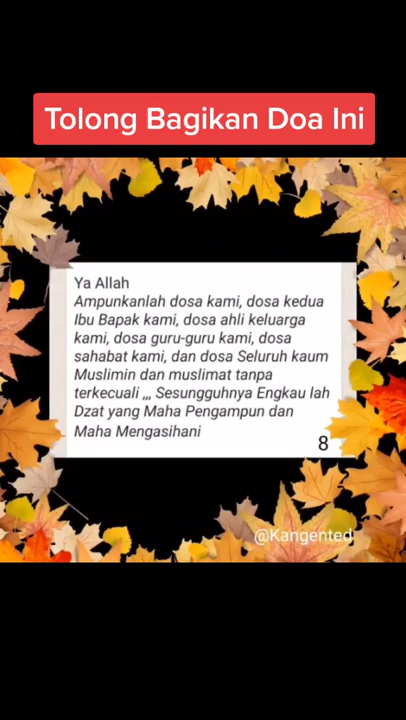 Tolong Bagikan Doa Ini
Ya Allah
Ampunkanlah dosa kami, dosa kedua
Ibu Bapak kami, dosa ahli keluarga
kami, dosa guru-guru kami, dosa
sahabat kami, dan dosa Seluruh kaum
Muslimin dan muslimat tanpa
terkecuali ,,, Sesungguhnya Engkau lah
Dzat yang Maha Pengampun dan
Maha Mengasihani
8
@Kangented